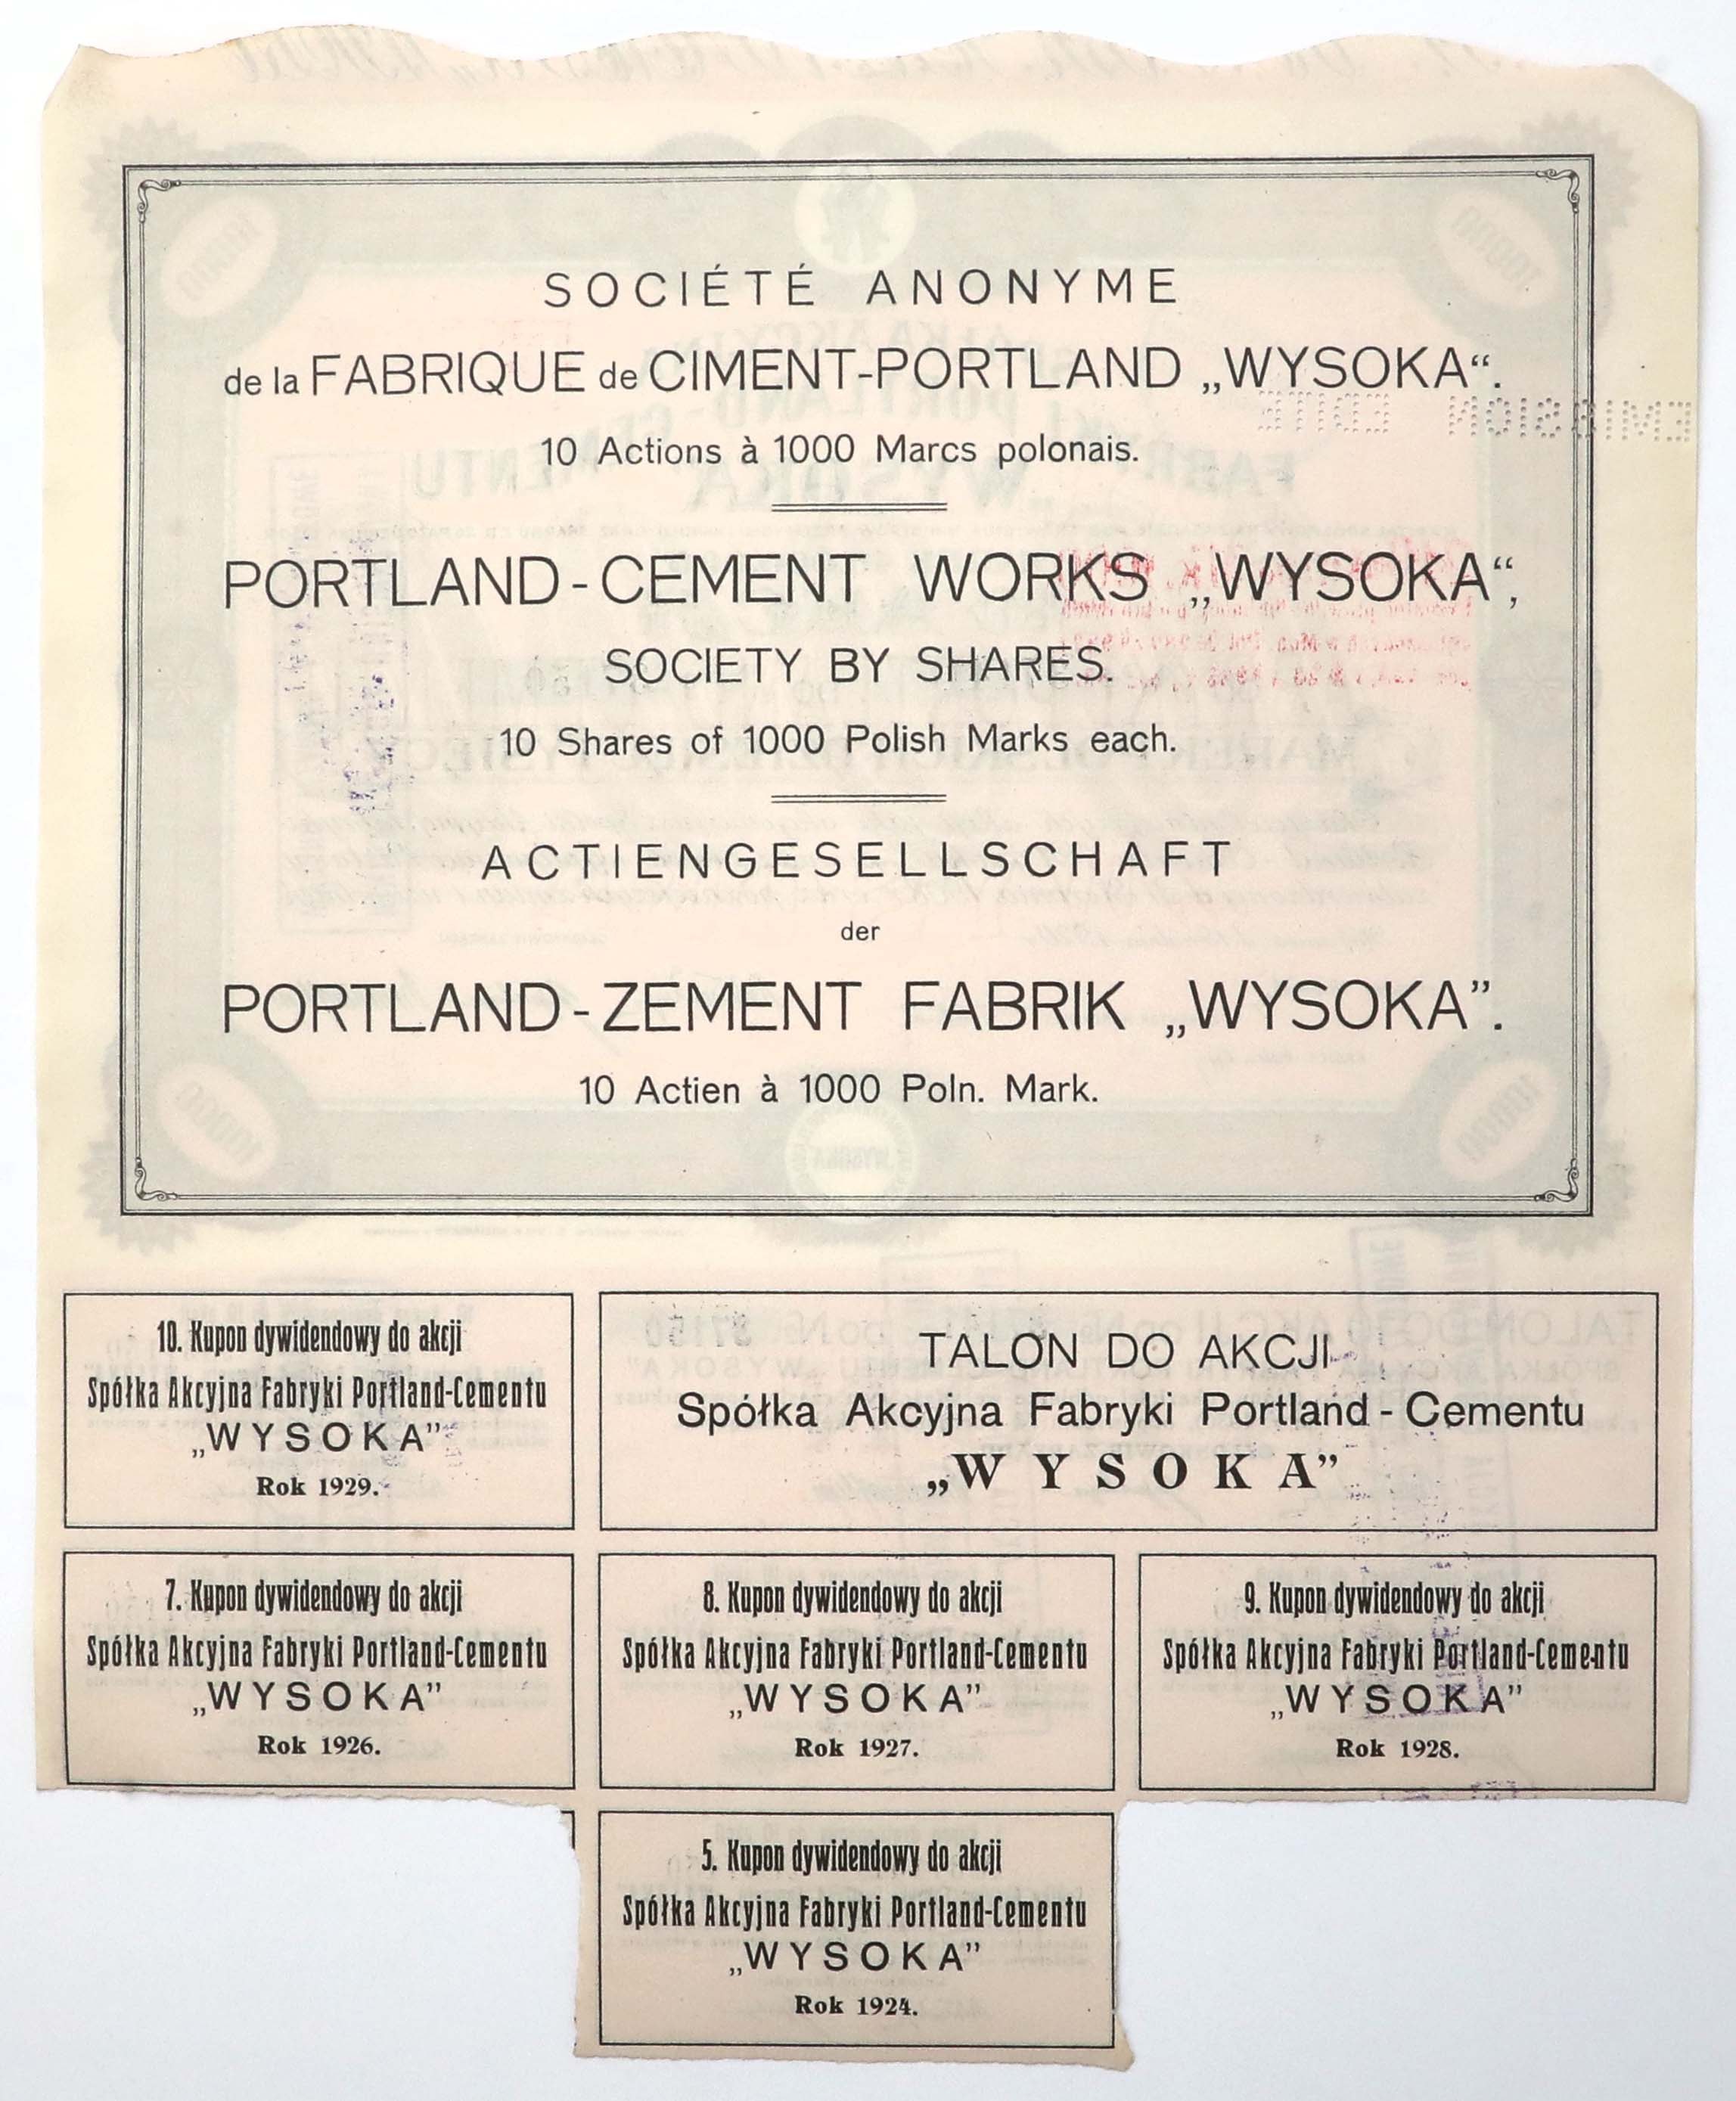 SOCIÉTÉ ANONYME
de la FABRIQUE de CIMENT-PORTLAND „WYSOKA“.
10 Actions à 1000 Marcs polonais.
PORTLAND-CEMENT WORKS „WYSOKA“,
SOCIETY BY SHARES.
10 Shares of 1000 Polish Marks each.
ACTIENGESELLSCHAFT
der
PORTLAND-ZEMENT FABRIK „WYSOKA”.
10 Actien à 1000 Poln. Mark.
10. Kupon dywidendowy do akcji
Spółka Akcyjna Fabryki Portland-Cementu
„WYSOKA”
Rok 1929.
TALON DO AKCJI
Spółka Akcyjna Fabryki Portland-Cementu
„WYSOKA”
7. Kupon dywidendowy do akcji
Spółka Akcyjna Fabryki Portland-Cementu
„WYSOKA”
Rok 1926.
8. Kupon dywidendowy do akcji
Spółka Akcyjna Fabryki Portland-Cementu
„WYSOKA”
Rok 1927.
9. Kupon dywidendowy do akcji
Spółka Akcyjna Fabryki Portland-Cementu
„WYSOKA”
Rok 1928.
5. Kupon dywidendowy do akcji
Spółka Akcyjna Fabryki Portland-Cementu
„WYSOKA”
Rok 1924.